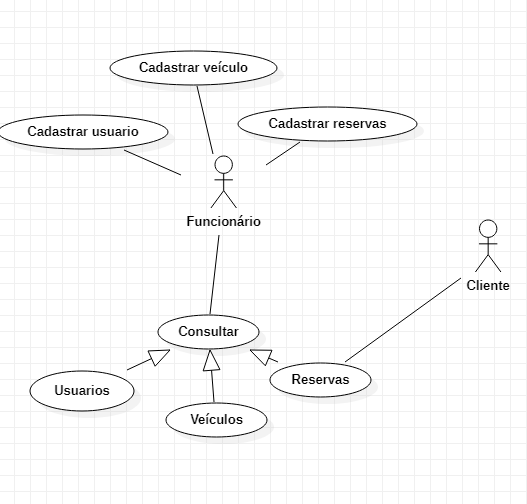 Cadastrar veículo
Cadastrar usuario
Cadastrar reservas
Funcionário
Cliente
Consultar
Usuarios
Veículos
Reservas